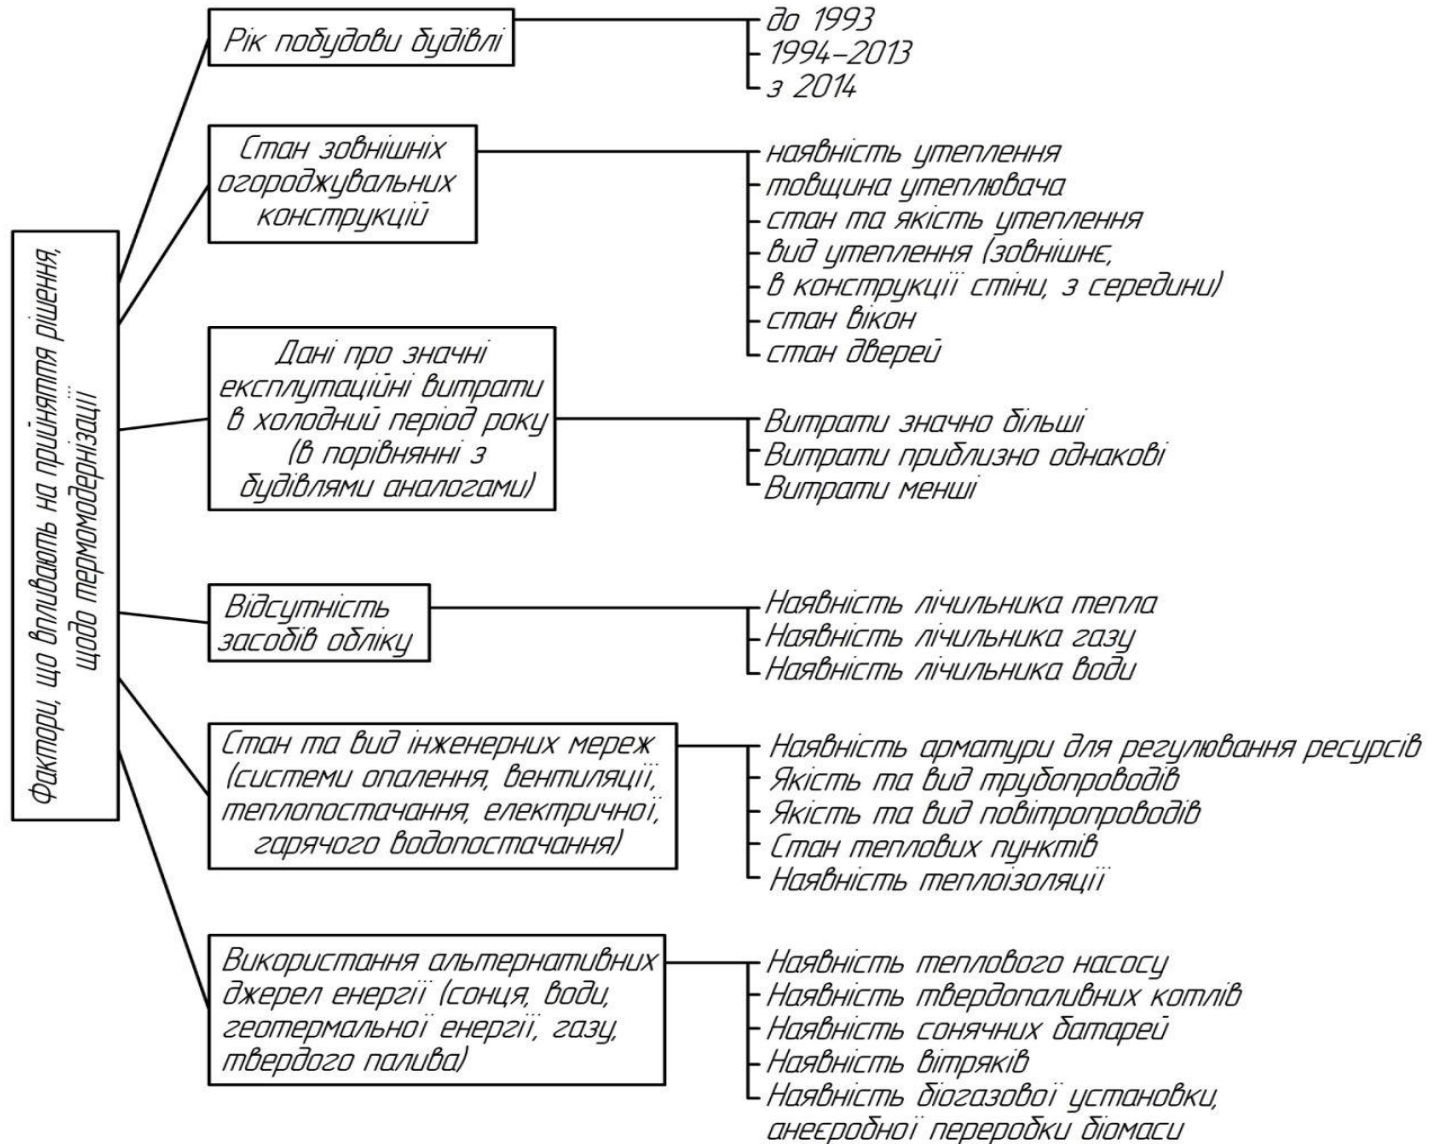 Фактори, що впливають на прийняття рішення,
щодо термомодернізації
Рік побудови будівлі
до 1993
1994–2013
з 2014
Стан зовнішніх
огороджувальних
конструкцій
наявність утеплення
товщина утеплювача
стан та якість утеплення
вид утеплення (зовнішнє,
в конструкції стіни, з середини)
стан вікон
стан дверей
Дані про значні
експлутаційні витрати
в холодний період року
(в порівнянні з
будівлями аналогами)
Витрати значно більші
Витрати приблизно однакові
Витрати менші
Відсутність
засобів обліку
Наявність лічильника тепла
Наявність лічильника газу
Наявність лічильника води
Стан та вид інженерних мереж
(системи опалення, вентиляції,
теплопостачання, електричної,
гарячого водопостачання)
Наявність арматури для регулювання ресурсів
Якість та вид трубопроводів
Якість та вид повітропроводів
Стан теплових пунктів
Наявність теплоізоляції
Використання альтернативних
джерел енергії (сонця, води,
геотермальної енергії, газу,
твердого палива)
Наявність теплового насосу
Наявність твердопаливних котлів
Наявність сонячних батарей
Наявність вітряків
Наявність біогазової установки,
анеєробної переробки біомаси